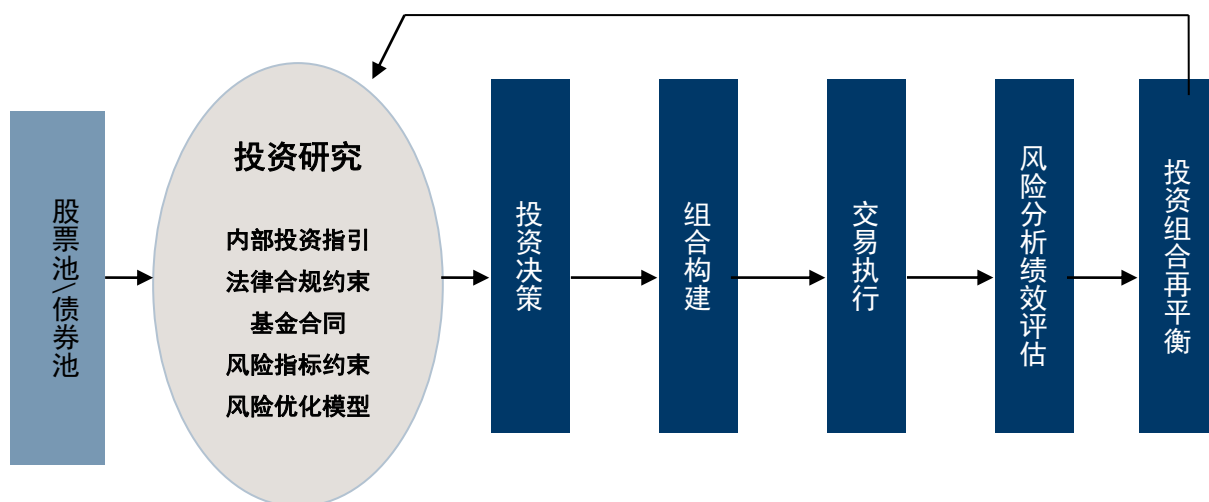 股票池/债券池
投资研究
内部投资指引
法律合规约束
基金合同
风险指标约束
风险优化模型
投资决策
组合构建
交易执行
风险分析绩效评估
投资组合再平衡